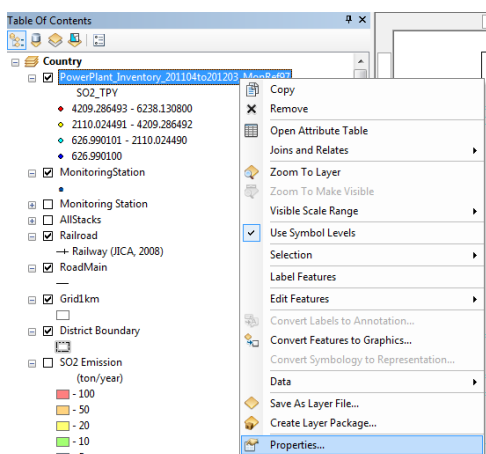 Table Of Contents
Country
PowerPlant_Inventory_201104to201203_MonRef97
SO2_TPY
4209.286493 - 6238.130800
2110.024491 - 4209.286492
626.990101 - 2110.024490
626.990100
MonitoringStation
Monitoring Station
AllStacks
Railroad
Railway (JICA, 2008)
RoadMain
Grid1km
District Boundary
SO2 Emission
(ton/year)
- 100
- 50
- 20
- 10
Copy
Remove
Open Attribute Table
Joins and Relates
Zoom To Layer
Zoom To Make Visible
Visible Scale Range
Use Symbol Levels
Selection
Label Features
Edit Features
Convert Labels to Annotation...
Convert Features to Graphics...
Convert Symbology to Representation...
Data
Save As Layer File...
Create Layer Package...
Properties...